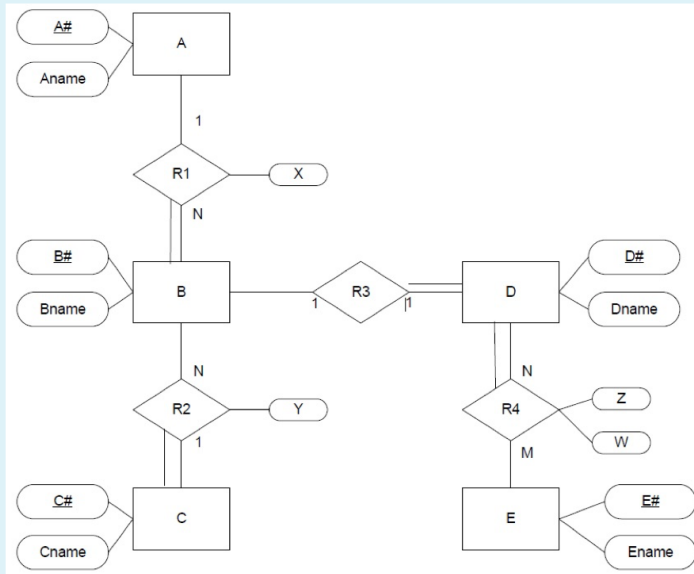 A#
A
Aname
1
R1
X
N
B#
D#
B
1
R3
1
D
Bname
Dname
N
N
R2
Y
R4
Z
W
1
M
C#
E#
C
E
Cname
Ename